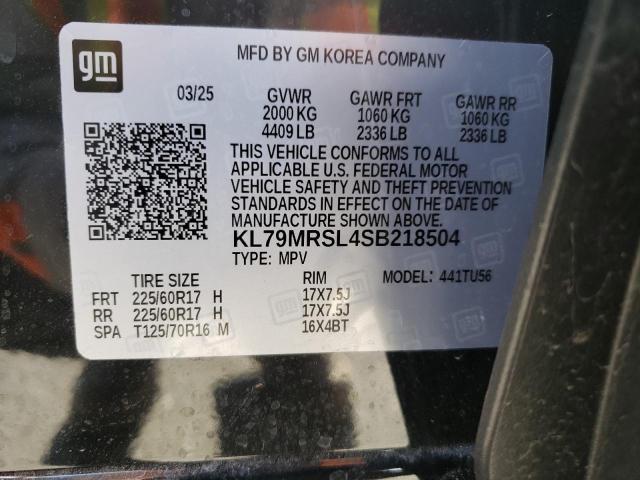 gm
MFD BY GM KOREA COMPANY
03/25 GVWR GAWR FRT GAWR RR
2000 KG 1060 KG 1060 KG
4409 LB 2336 LB 2336 LB
THIS VEHICLE CONFORMS TO ALL
APPLICABLE U.S. FEDERAL MOTOR
VEHICLE SAFETY AND THEFT PREVENTION
STANDARDS IN EFFECT ON THE DATE OF
MANUFACTURE SHOWN ABOVE.
KL79MRSL4SB218504
TYPE: MPV
TIRE SIZE RIM MODEL: 441TU56
FRT 225/60R17 H 17X7.5J
RR 225/60R17 H 17X7.5J
SPA T125/70R16 M 16X4BT